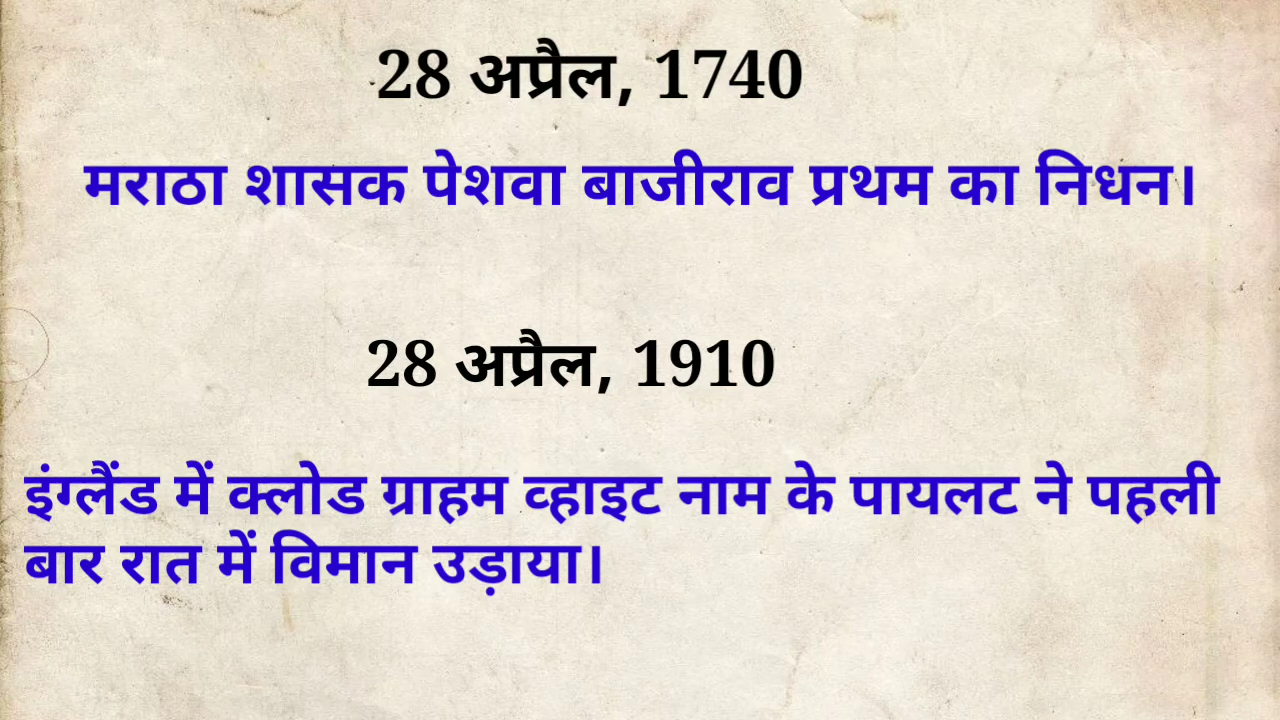 28 अप्रैल, 1740
मराठा शासक पेशवा बाजीराव प्रथम का निधन।
28 अप्रैल, 1910
इंग्लैंड में क्लोड ग्राहम व्हाइट नाम के पायलट ने पहली
बार रात में विमान उड़ाया।